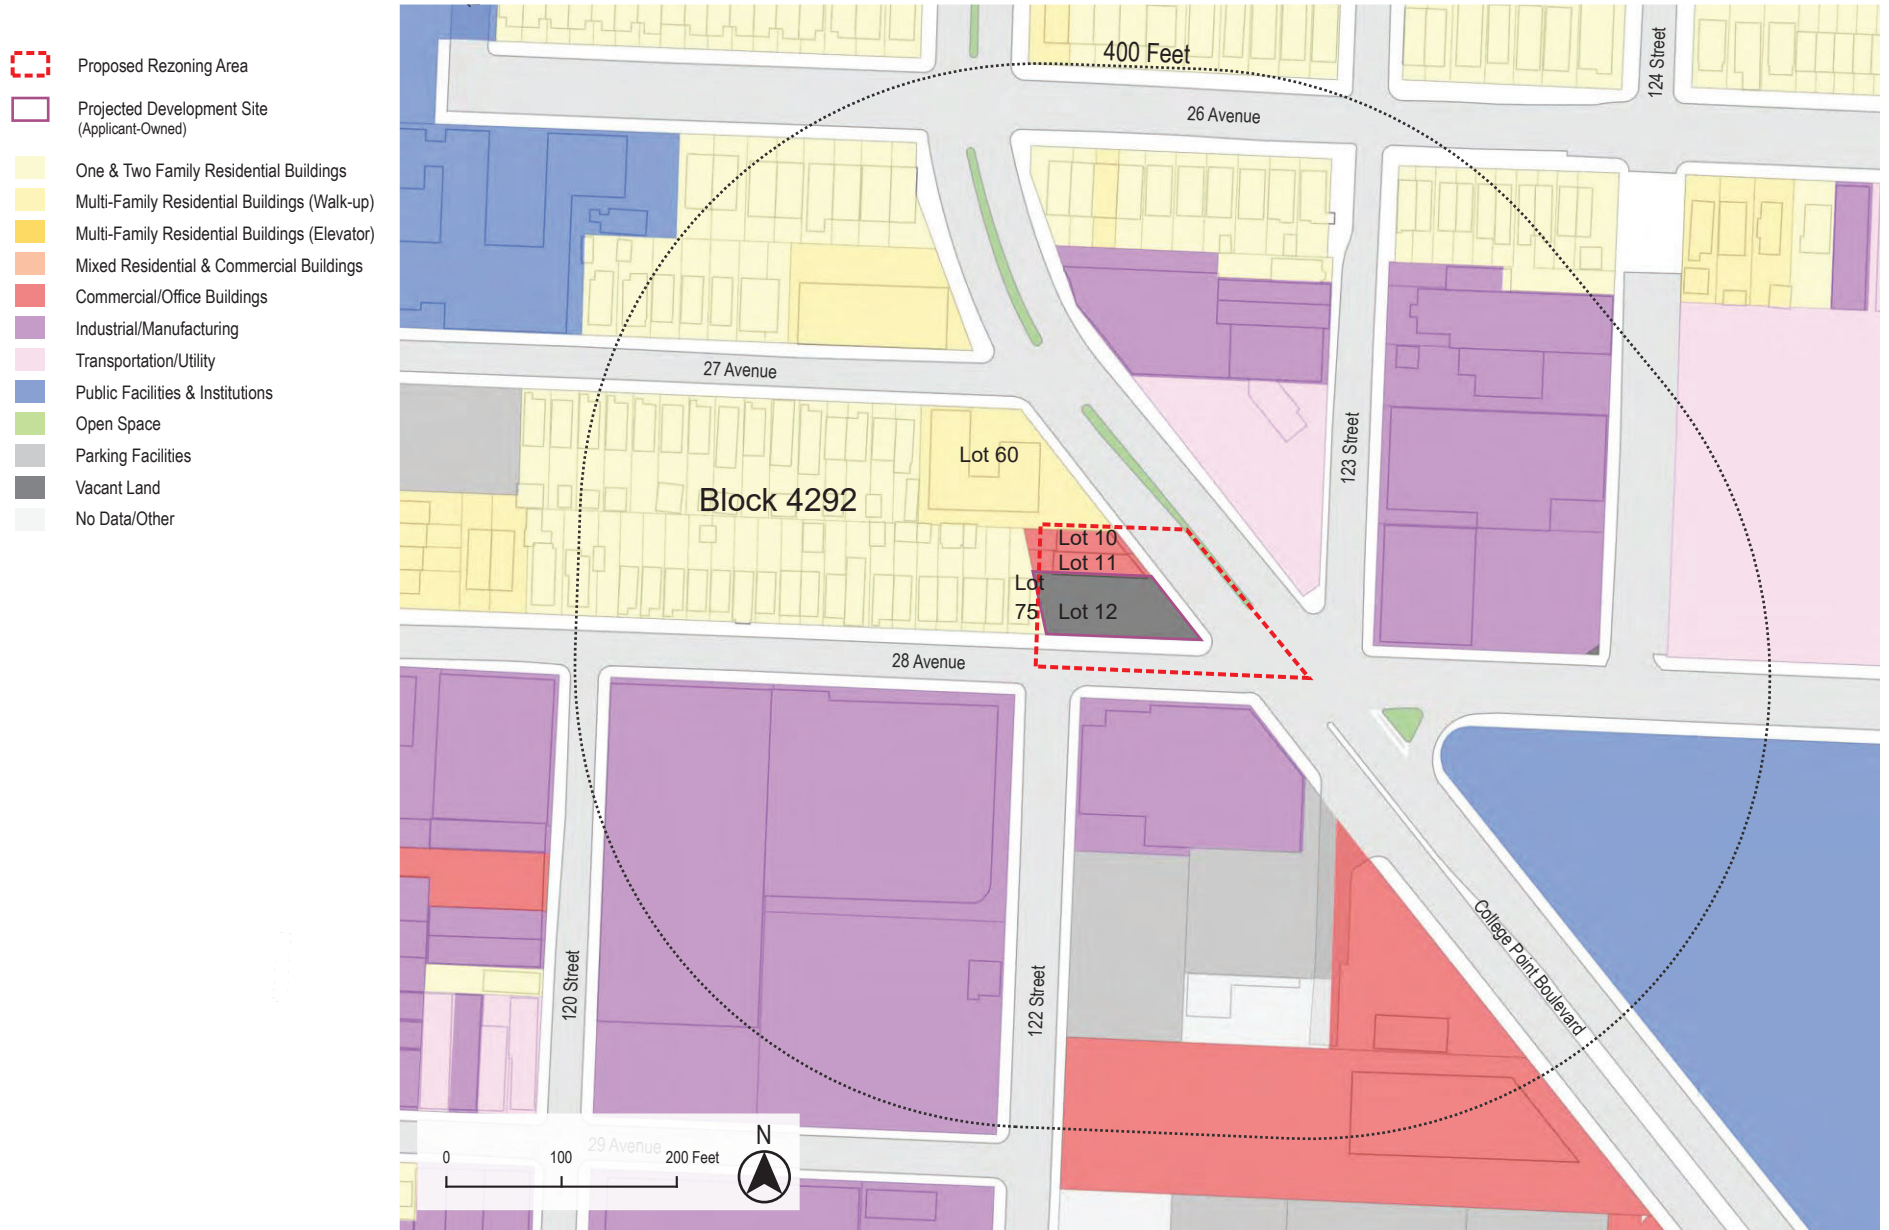 Proposed Rezoning Area
Projected Development Site
(Applicant-Owned)
One & Two Family Residential Buildings
Multi-Family Residential Buildings (Walk-up)
Multi-Family Residential Buildings (Elevator)
Mixed Residential & Commercial Buildings
Commercial/Office Buildings
Industrial/Manufacturing
Transportation/Utility
Public Facilities & Institutions
Open Space
Parking Facilities
Vacant Land
No Data/Other
400 Feet
124 Street
26 Avenue
27 Avenue
123 Street
Lot 60
Block 4292
Lot 10
Lot 11
Lot
75
Lot 12
28 Avenue
College Point Boulevard
120 Street
122 Street
29 Avenue
N
0 100 200 Feet